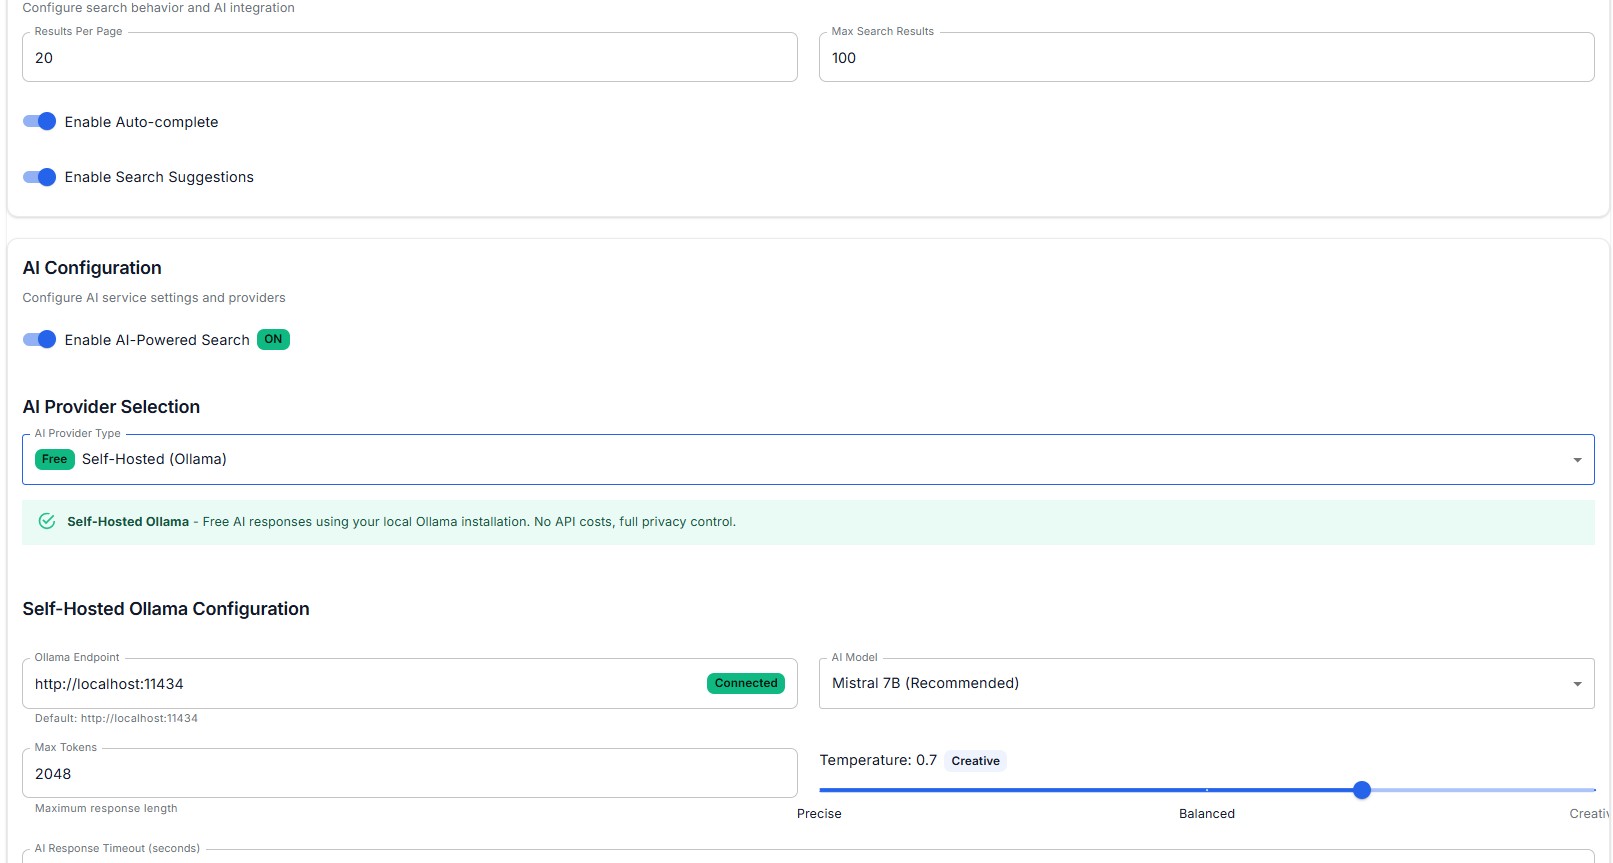 Configure search behavior and AI integration
Results Per Page
20
Max Search Results
100
Enable Auto-complete
Enable Search Suggestions
AI Configuration
Configure AI service settings and providers
Enable AI-Powered Search ON
AI Provider Selection
AI Provider Type
Free Self-Hosted (Ollama)
Self-Hosted Ollama - Free AI responses using your local Ollama installation. No API costs, full privacy control.
Self-Hosted Ollama Configuration
Ollama Endpoint
http://localhost:11434 Connected
Default: http://localhost:11434
AI Model
Mistral 7B (Recommended)
Max Tokens
2048
Maximum response length
Temperature: 0.7 Creative
Precise Balanced Creativ
AI Response Timeout (seconds)